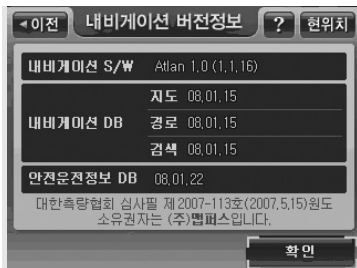 ◂이전 내비게이션 버전정보 ? 현위치
내비게이션 S/W Atlan 1.0 (1.1.16)
지도 08.01.15
내비게이션 DB 경로 08.01.15
검색 08.01.15
안전운전정보 DB 08.01.22
대한측량협회 심사필 제2007-113호(2007.5.15)원도
소유권자는 (주)맵퍼스입니다.
확인